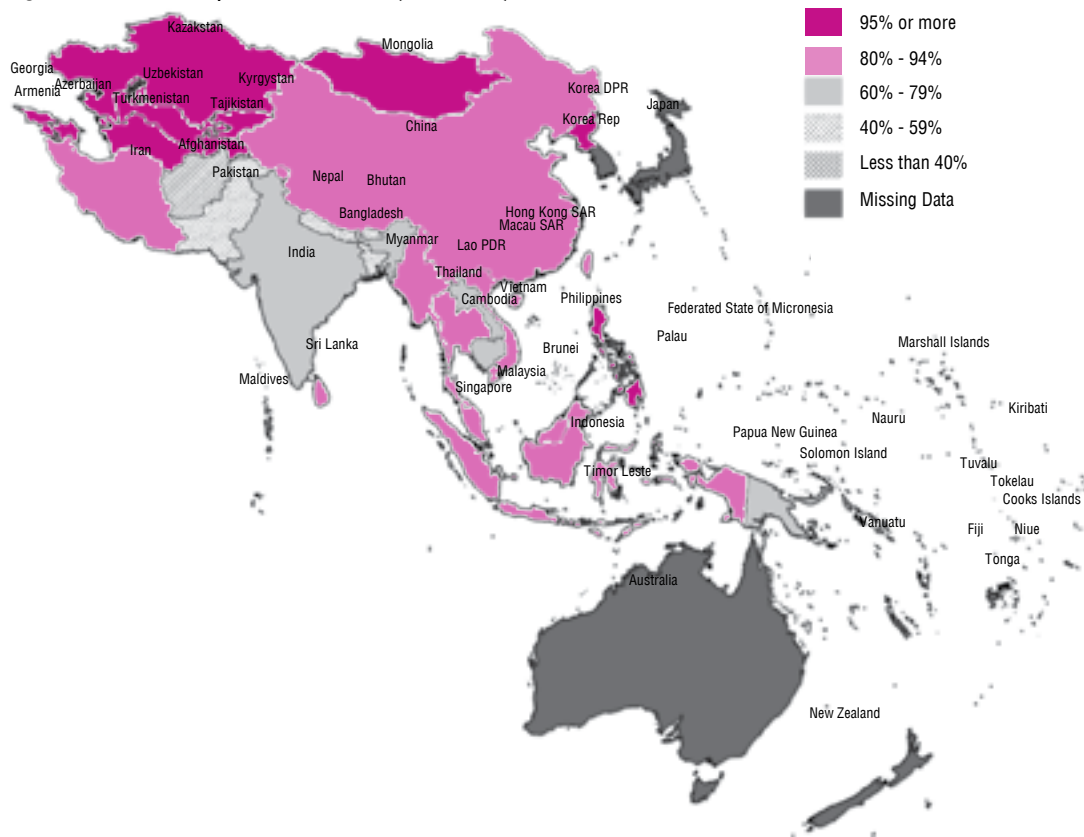 95% or more
80% - 94%
60% - 79%
40% - 59%
Less than 40%
Missing Data
Kazakstan
Mongolia
Georgia
Azerbaijan
Uzbekistan
Kyrgystan
Armenia
Turkmenistan
Tajikistan
Korea DPR
Japan
Korea Rep
China
Iran
Afghanistan
Pakistan
Nepal
Bhutan
Bangladesh
Hong Kong SAR
Macau SAR
Myanmar
Lao PDR
India
Thailand
Vietnam
Cambodia
Philippines
Federated State of Micronesia
Palau
Sri Lanka
Brunei
Marshall Islands
Maldives
Malaysia
Singapore
Kiribati
Nauru
Indonesia
Papua New Guinea
Solomon Island
Timor Leste
Tuvalu
Tokelau
Cooks Islands
Vanuatu
Fiji
Niue
Tonga
Australia
New Zealand